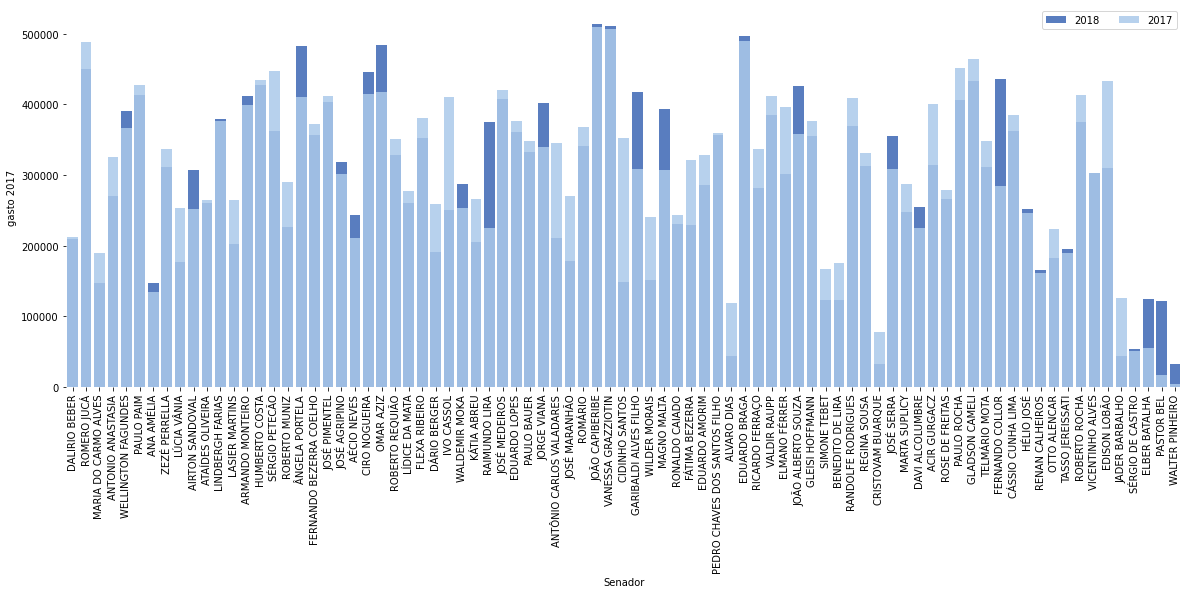 2018 2017
500000
400000
300000
200000
100000
0
gasto 2017
DALIRIO BEBER
ROMERO JUCÁ
MARIA DO CARMO ALVES
ANTONIO ANASTASIA
WELLINGTON FAGUNDES
PAULO PAIM
ANA AMÉLIA
ZEZÉ PERRELLA
LÚCIA VÂNIA
AIRTON SANDOVAL
ATAÍDES OLIVEIRA
LINDBERGH FARIAS
LASIER MARTINS
ARMANDO MONTEIRO
HUMBERTO COSTA
SÉRGIO PETECÃO
ROBERTO MUNIZ
ÂNGELA PORTELA
FERNANDO BEZERRA COELHO
JOSÉ PIMENTEL
JOSÉ AGRIPINO
AÉCIO NEVES
CIRO NOGUEIRA
OMAR AZIZ
ROBERTO REQUIÃO
LÍDICE DA MATA
FLEXA RIBEIRO
DÁRIO BERGER
IVO CASSOL
WALDEMIR MOKA
KÁTIA ABREU
RAIMUNDO LIRA
JOSÉ MEDEIROS
EDUARDO LOPES
PAULO BAUER
JORGE VIANA
ANTÔNIO CARLOS VALADARES
JOSÉ MARANHÃO
ROMÁRIO
JOÃO CAPIBERIBE
VANESSA GRAZZIOTIN
CIDINHO SANTOS
GARIBALDI ALVES FILHO
WILDER MORAIS
MAGNO MALTA
RONALDO CAIADO
FÁTIMA BEZERRA
EDUARDO AMORIM
PEDRO CHAVES DOS SANTOS FILHO
ALVARO DIAS
EDUARDO BRAGA
RICARDO FERRAÇO
VALDIR RAUPP
ELMANO FÉRRER
JOÃO ALBERTO SOUZA
GLEISI HOFFMANN
SIMONE TEBET
BENEDITO DE LIRA
RANDOLFE RODRIGUES
REGINA SOUSA
CRISTOVAM BUARQUE
JOSÉ SERRA
MARTA SUPLICY
DAVI ALCOLUMBRE
ACIR GURGACZ
ROSE DE FREITAS
PAULO ROCHA
GLADSON CAMELI
TELMÁRIO MOTA
FERNANDO COLLOR
CÁSSIO CUNHA LIMA
HÉLIO JOSÉ
RENAN CALHEIROS
OTTO ALENCAR
TASSO JEREISSATI
ROBERTO ROCHA
VICENTINHO ALVES
EDISON LOBÃO
JADER BARBALHO
SÉRGIO DE CASTRO
ELBER BATALHA
PASTOR BEL
WALTER PINHEIRO
Senador